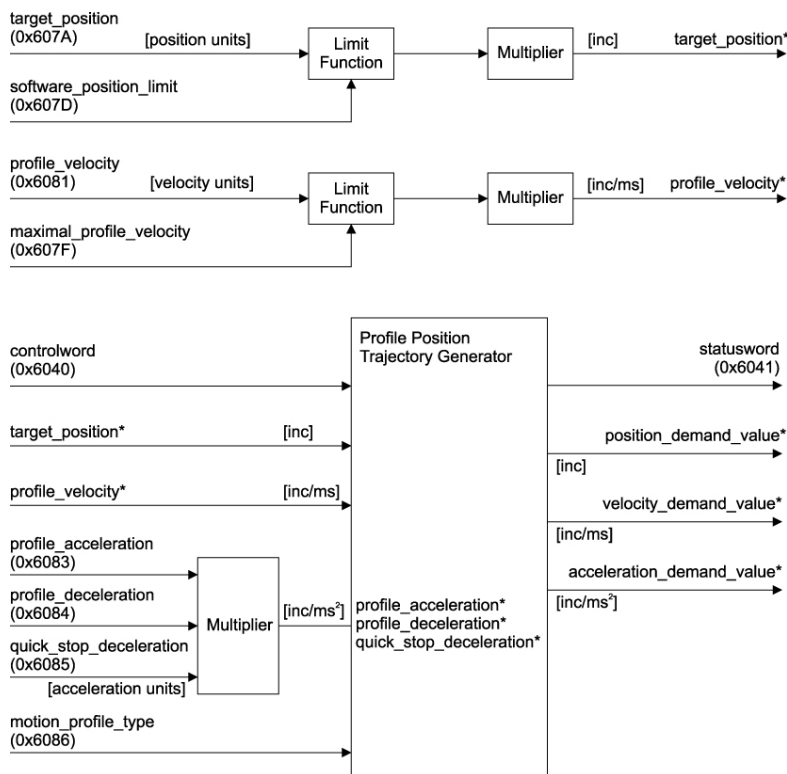 target_position
(0x607A)
[position units]
Limit
Function
Multiplier
[inc]
target_position*
software_position_limit
(0x607D)
profile_velocity
(0x6081)
[velocity units]
Limit
Function
Multiplier
[inc/ms]
profile_velocity*
maximal_profile_velocity
(0x607F)
Profile Position
Trajectory Generator
controlword
(0x6040)
statusword
(0x6041)
target_position*
[inc]
position_demand_value*
[inc]
profile_velocity*
[inc/ms]
velocity_demand_value*
[inc/ms]
profile_acceleration
(0x6083)
profile_deceleration
(0x6084)
quick_stop_deceleration
(0x6085)
[acceleration units]
Multiplier
[inc/ms²]
profile_acceleration*
profile_deceleration*
quick_stop_deceleration*
acceleration_demand_value*
[inc/ms²]
motion_profile_type
(0x6086)